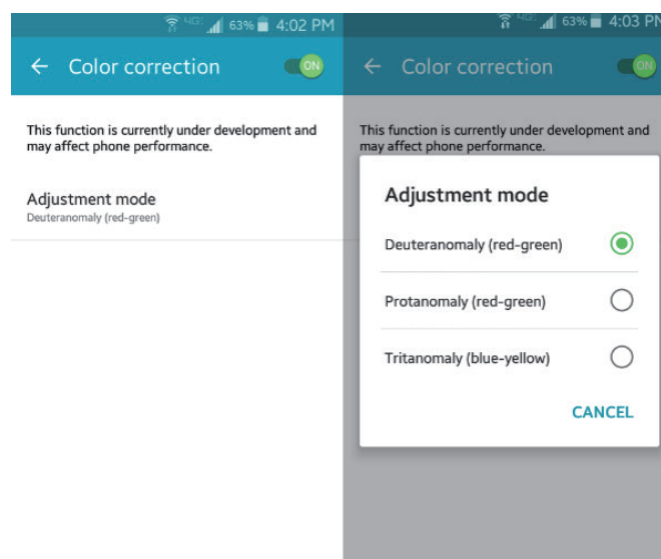 4G 63% 4:02 PM
Color correction ON
This function is currently under development and
may affect phone performance.
Adjustment mode
Deuteranomaly (red-green)
63% 4:03 PM
Color correction ON
This function is currently under development and
may affect phone performance.
Adjustment mode
Deuteranomaly (red-green)
Protanomaly (red-green)
Tritanomaly (blue-yellow)
CANCEL